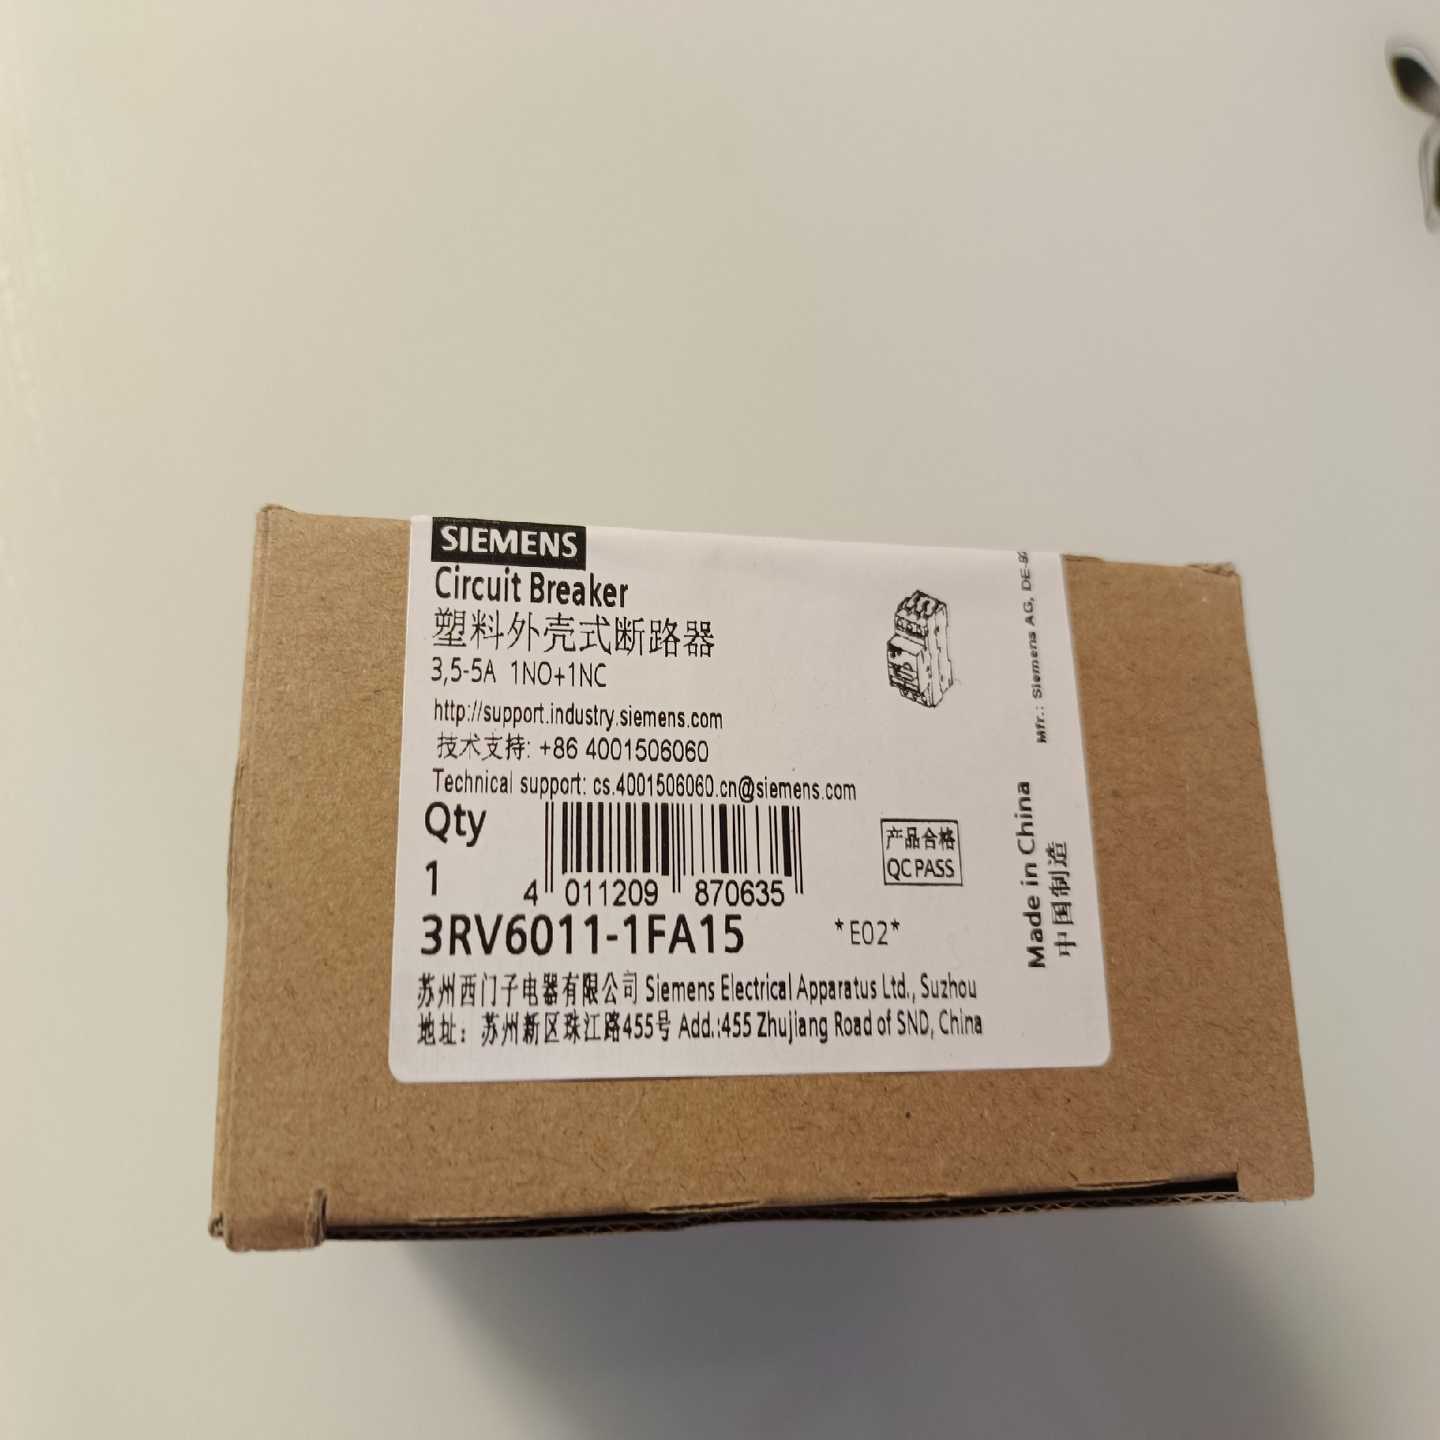 SIEMENS
Circuit Breaker
塑料外壳式断路器
3,5-5A 1NO+1NC
http://support.industry.siemens.com
技术支持: +86 4001506060
Technical support: cs.4001506060.cn@siemens.com
Qty
1
4 011209 870635
产品合格
QC PASS
3RV6011-1FA15
*E02*
苏州西门子电器有限公司 Siemens Electrical Apparatus Ltd., Suzhou
地址: 苏州新区珠江路455号 Add.:455 Zhujiang Road of SND, China
Mfr.: Siemens AG,
Made in China
中国制造